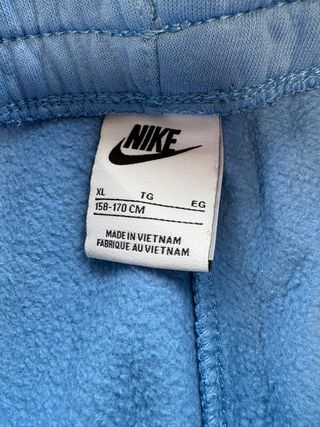 NIKE
XL TG EG
158-170 CM
MADE IN VIETNAM
FABRIQUE AU VIETNAM